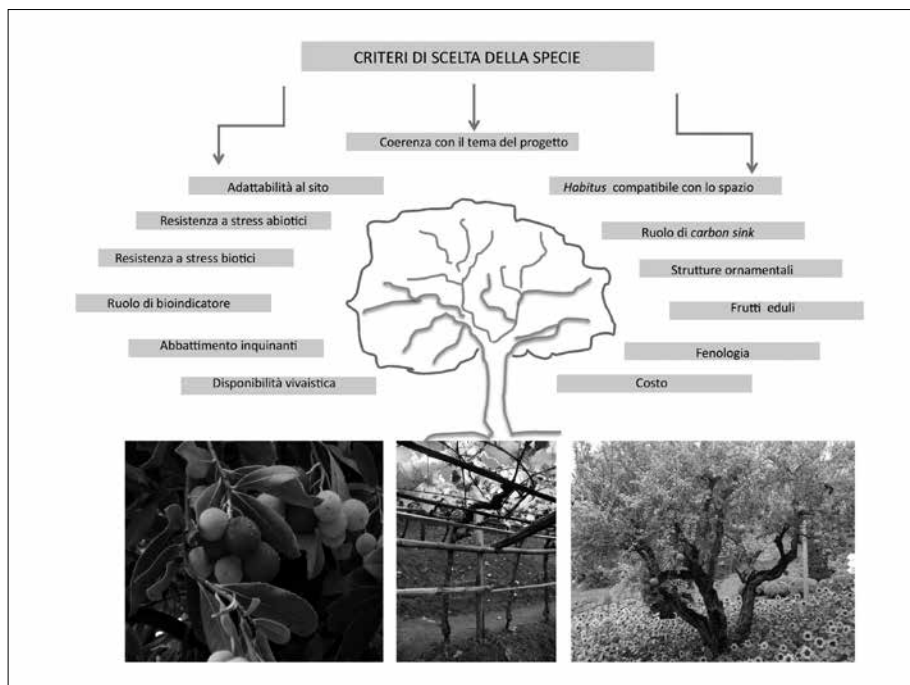 CRITERI DI SCELTA DELLA SPECIE
Coerenza con il tema del progetto
Adattabilità al sito
Resistenza a stress abiotici
Resistenza a stress biotici
Ruolo di bioindicatore
Abbattimento inquinanti
Disponibilità vivaistica
Habitus compatibile con lo spazio
Ruolo di carbon sink
Strutture ornamentali
Frutti eduli
Fenologia
Costo